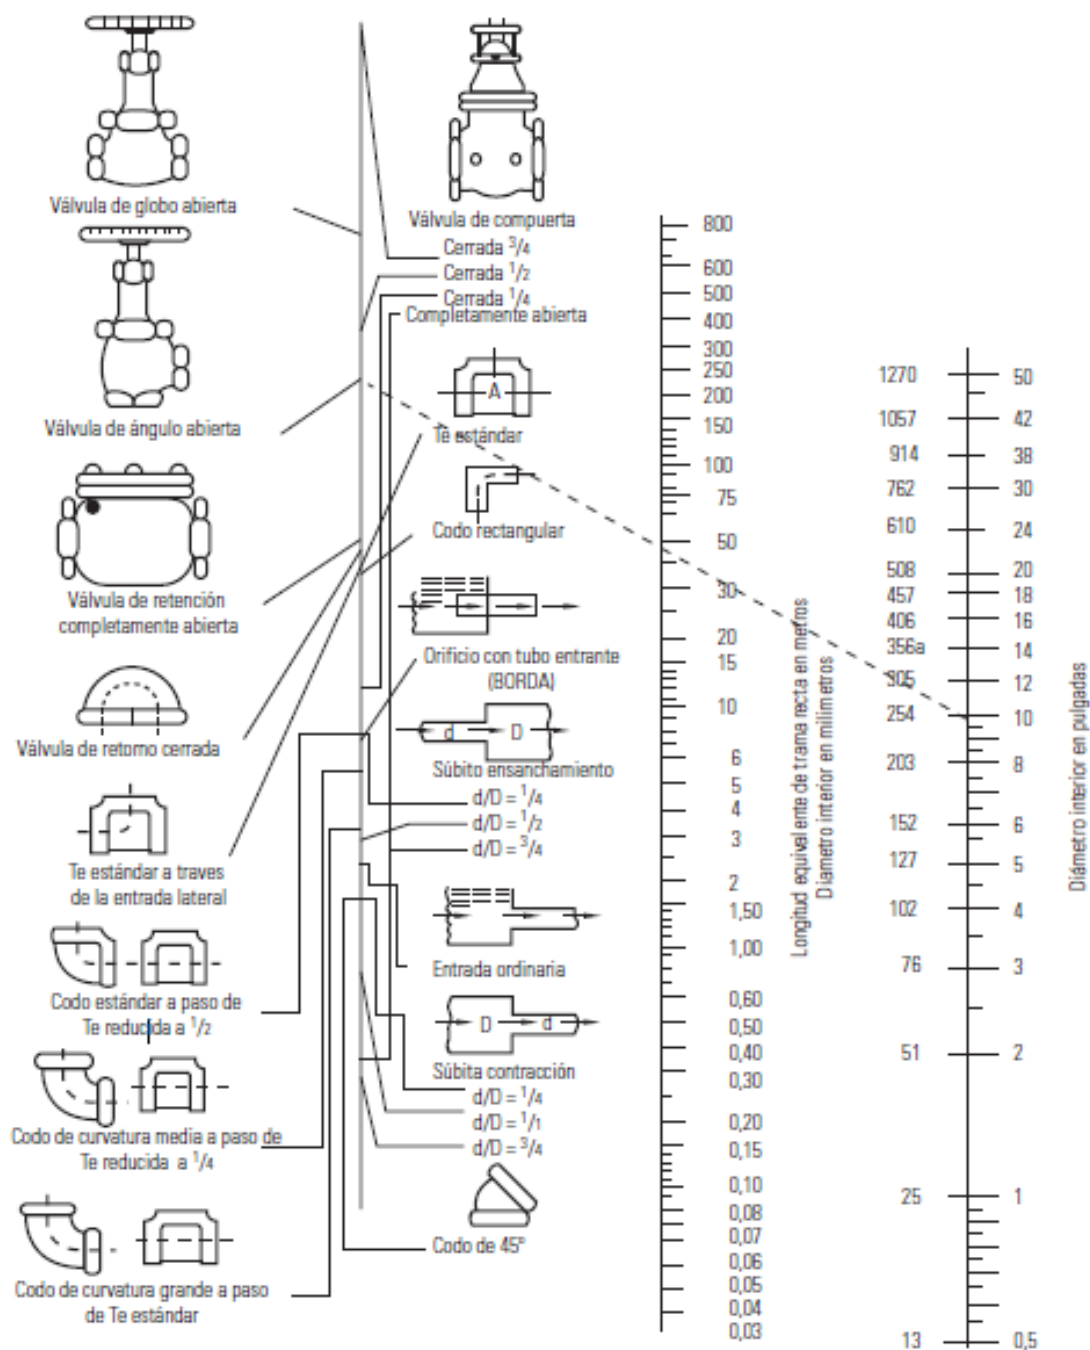 Válvula de globo abierta
Válvula de ángulo abierta
Válvula de retención
completamente abierta
Válvula de retorno cerrada
Te estándar a traves
de la entrada lateral
Codo estándar a paso de
Te reducida a 1/2
Codo de curvatura media a paso de
Te reducida a 1/4
Codo de curvatura grande a paso
de Te estándar
Válvula de compuerta
Cerrada 3/4
Cerrada 1/2
Cerrada 1/4
Completamente abierta
A
Te estándar
Codo rectangular
Orificio con tubo entrante
(BORDA)
d D
Súbito ensanchamiento
d/D = 1/4
d/D = 1/2
d/D = 3/4
Entrada ordinaria
D d
Súbita contracción
d/D = 1/4
d/D = 1/1
d/D = 3/4
Codo de 45°
800
600
500
400
300
250
200
150
100
75
50
30
20
15
10
6
5
4
3
2
1,50
1,00
0,60
0,50
0,40
0,30
0,20
0,15
0,10
0,08
0,07
0,06
0,05
0,04
0,03
Longitud equivalente de trama recta en metros
Diametro interior en milimetros
1270 50
1057 42
914 38
762 30
610 24
508 20
457 18
406 16
356a 14
305 12
254 10
203 8
152 6
127 5
102 4
76 3
51 2
25 1
13 0,5
Diámetro interior en pulgadas